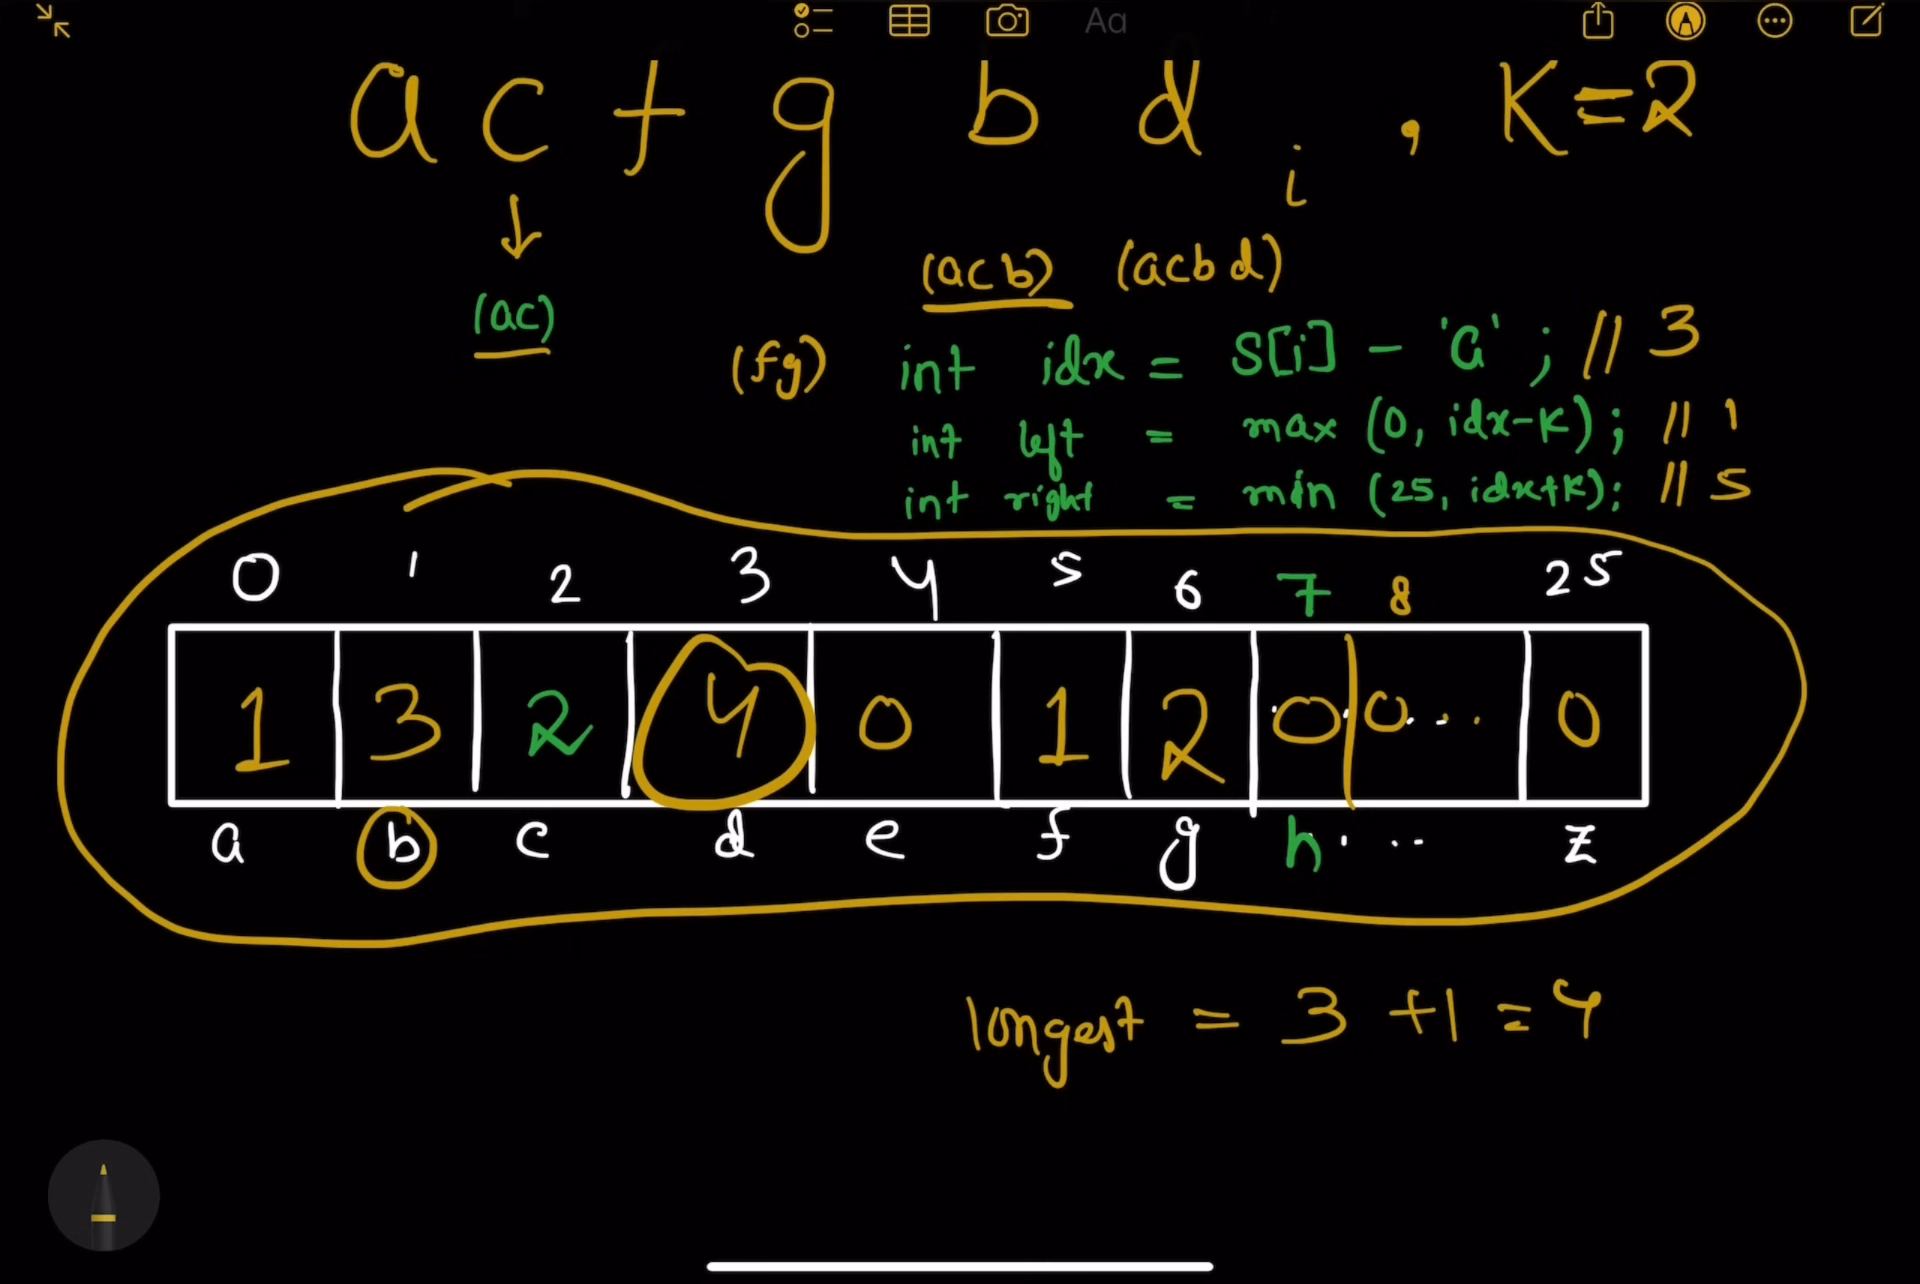 Aa
a c f g b d , K=2
i
(acb) (acbd)
(ac)
(fg)
int idx = S[i] - 'a' ; // 3
int left = max (0, idx-K); // 1
int right = min (25, idx+K); // 5
0 1 2 3 4 5 6 7 8 25
1 3 2 4 0 1 2 0 0... 0
a b c d e f g h... z
longest = 3 +1 = 4